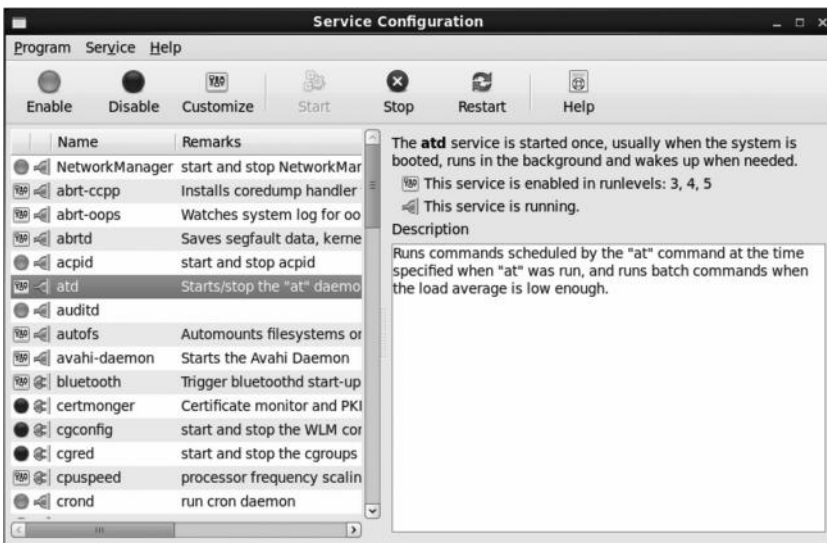 Service Configuration
Program Service Help
Enable Disable Customize Start Stop Restart Help
Name Remarks
NetworkManager start and stop NetworkMar
abrt-ccpp Installs coredump handler
abrt-oops Watches system log for oo
abrtd Saves segfault data, kerne
acpid start and stop acpid
atd Starts/stop the "at" daemo
auditd
autofs Automounts filesystems or
avahi-daemon Starts the Avahi Daemon
bluetooth Trigger bluetoothd start-up
certmonger Certificate monitor and PKI
cgconfig start and stop the WLM cor
cgred start and stop the cgroups
cpuspeed processor frequency scalin
crond run cron daemon
The atd service is started once, usually when the system is
booted, runs in the background and wakes up when needed.
This service is enabled in runlevels: 3, 4, 5
This service is running.
Description
Runs commands scheduled by the "at" command at the time
specified when "at" was run, and runs batch commands when
the load average is low enough.